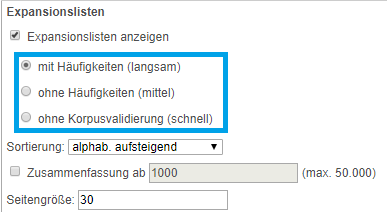 Expansionslisten
Expansionslisten anzeigen
mit Häufigkeiten (langsam)
ohne Häufigkeiten (mittel)
ohne Korpusvalidierung (schnell)
Sortierung: alphab. aufsteigend
Zusammenfassung ab 1000 (max. 50.000)
Seitengröße: 30